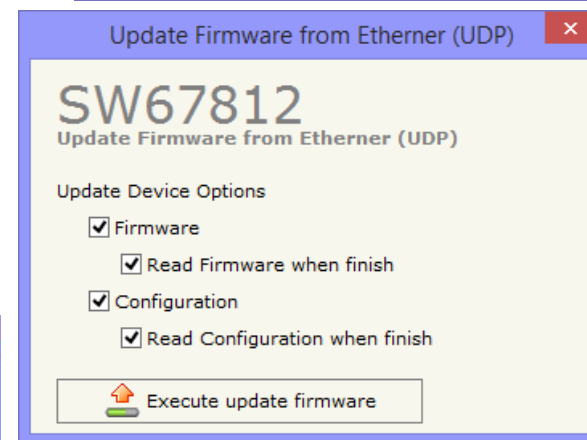 Update Firmware from Etherner (UDP)
SW67812
Update Firmware from Etherner (UDP)
Update Device Options
Firmware
Read Firmware when finish
Configuration
Read Configuration when finish
Execute update firmware